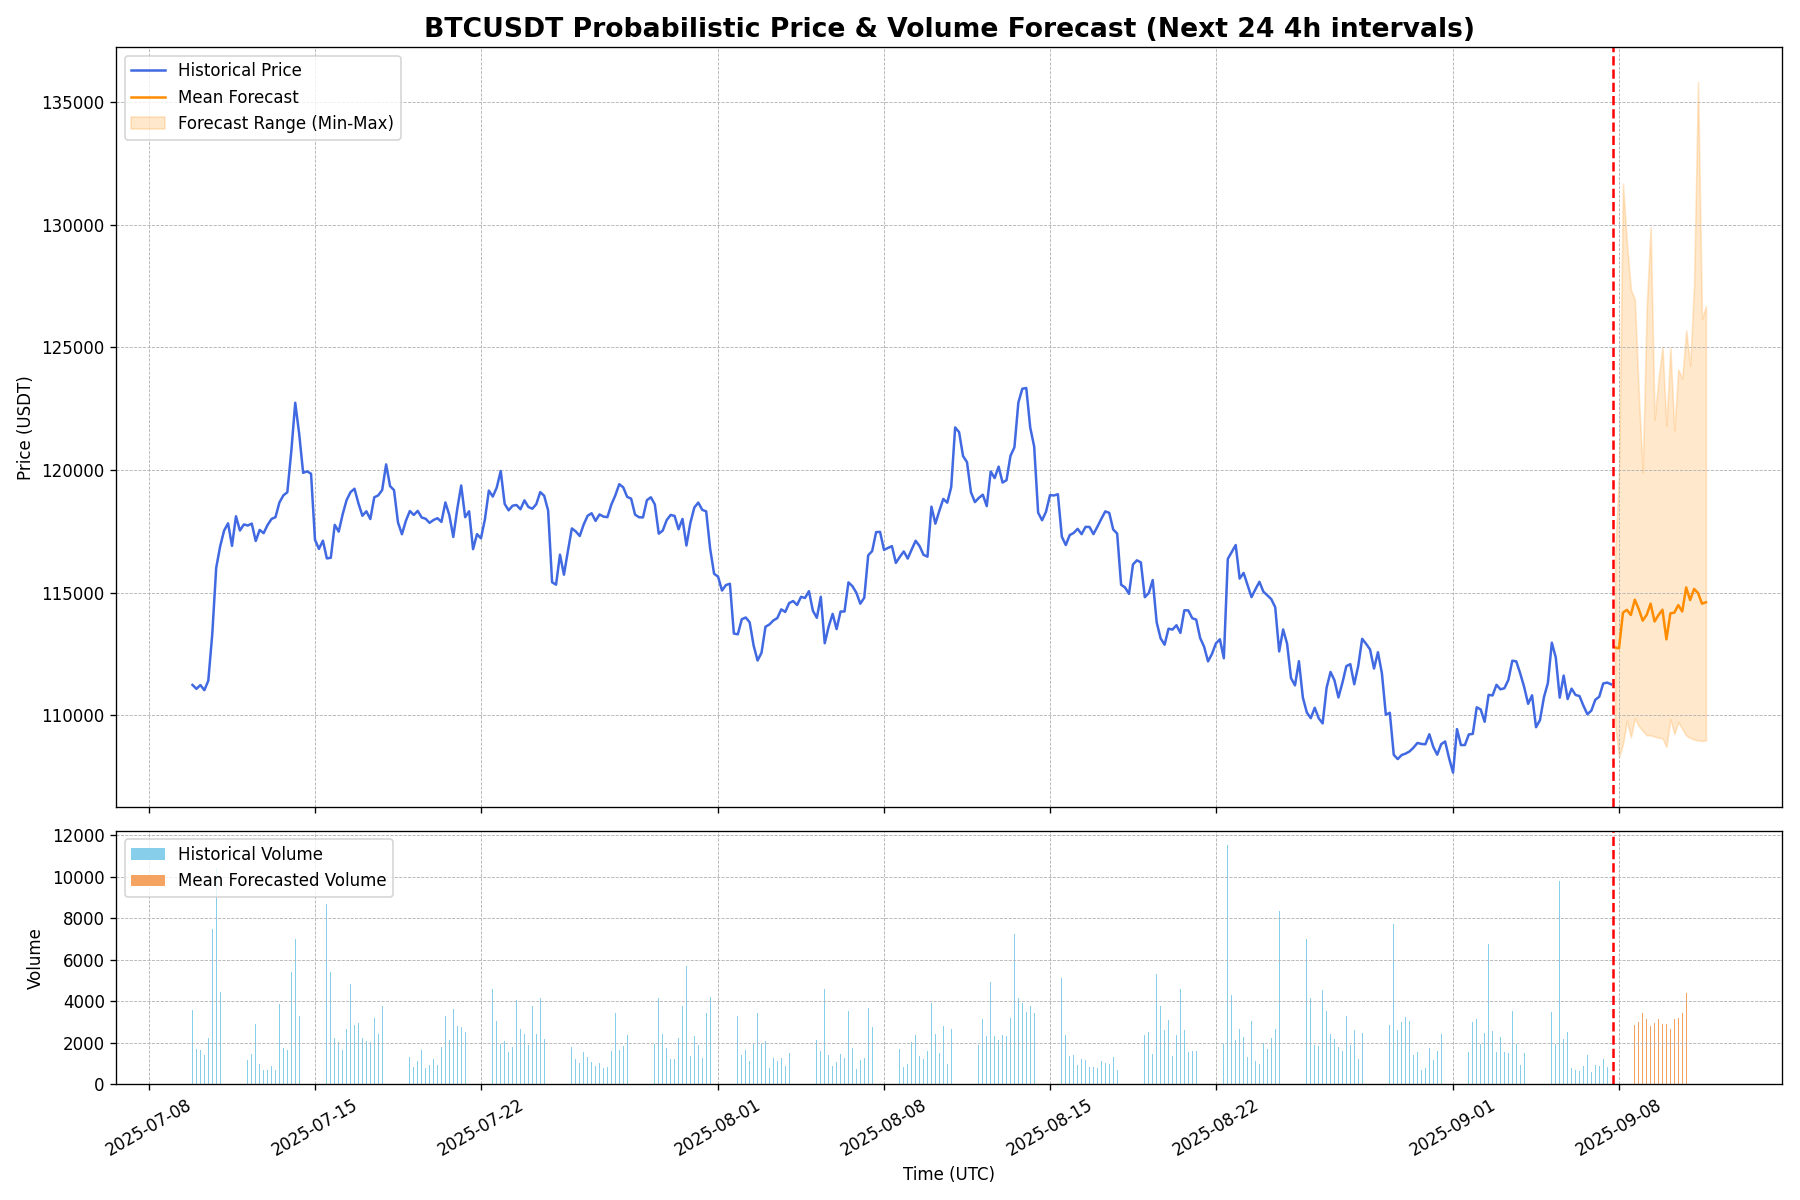 BTCUSDT Probabilistic Price & Volume Forecast (Next 24 4h intervals)
Historical Price
Mean Forecast
Forecast Range (Min-Max)
Price (USDT)
135000
130000
125000
120000
115000
110000
Historical Volume
Mean Forecasted Volume
Volume
12000
10000
8000
6000
4000
2000
0
2025-07-08
2025-07-15
2025-07-22
2025-08-01
2025-08-08
2025-08-15
2025-08-22
2025-09-01
2025-09-08
Time (UTC)